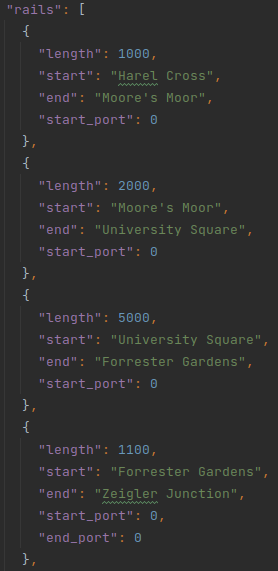 "rails": [
{
"length": 1000,
"start": "Harel Cross",
"end": "Moore's Moor",
"start_port": 0
},
{
"length": 2000,
"start": "Moore's Moor",
"end": "University Square",
"start_port": 0
},
{
"length": 5000,
"start": "University Square",
"end": "Forrester Gardens",
"start_port": 0
},
{
"length": 1100,
"start": "Forrester Gardens",
"end": "Zeigler Junction",
"start_port": 0,
"end_port": 0
},